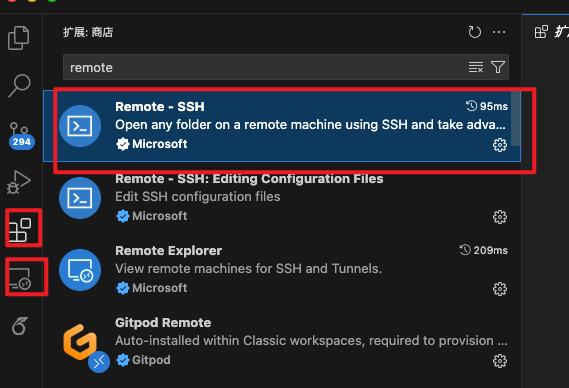 扩展: 商店
remote
Remote - SSH
95ms
Open any folder on a remote machine using SSH and take adva...
Microsoft
294
Remote - SSH: Editing Configuration Files
Edit SSH configuration files
Microsoft
Remote Explorer
209ms
View remote machines for SSH and Tunnels.
Microsoft
Gitpod Remote
Auto-installed within Classic workspaces, required to provision ...
Gitpod